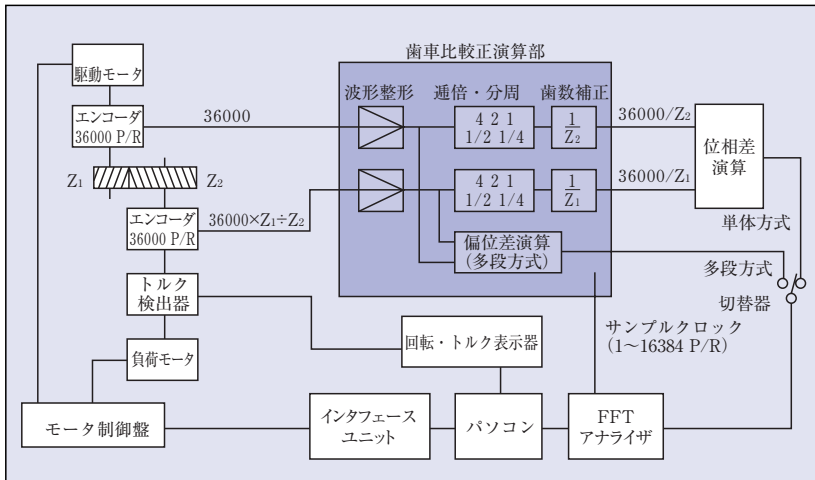 歯車比較正演算部
駆動モータ
波形整形
逓倍・分周
歯数補正
エンコーダ
36000 P/R
36000
4 2 1
1/2 1/4
1
Z₂
36000/Z₂
位相差
演算
Z₁
Z₂
4 2 1
1/2 1/4
1
Z₁
36000/Z₁
エンコーダ
36000 P/R
36000×Z₁÷Z₂
単体方式
偏位差演算
(多段方式)
多段方式
トルク
検出器
切替器
サンプルクロック
(1～16384 P/R)
負荷モータ
回転・トルク表示器
モータ制御盤
インタフェース
ユニット
パソコン
FFT
アナライザ